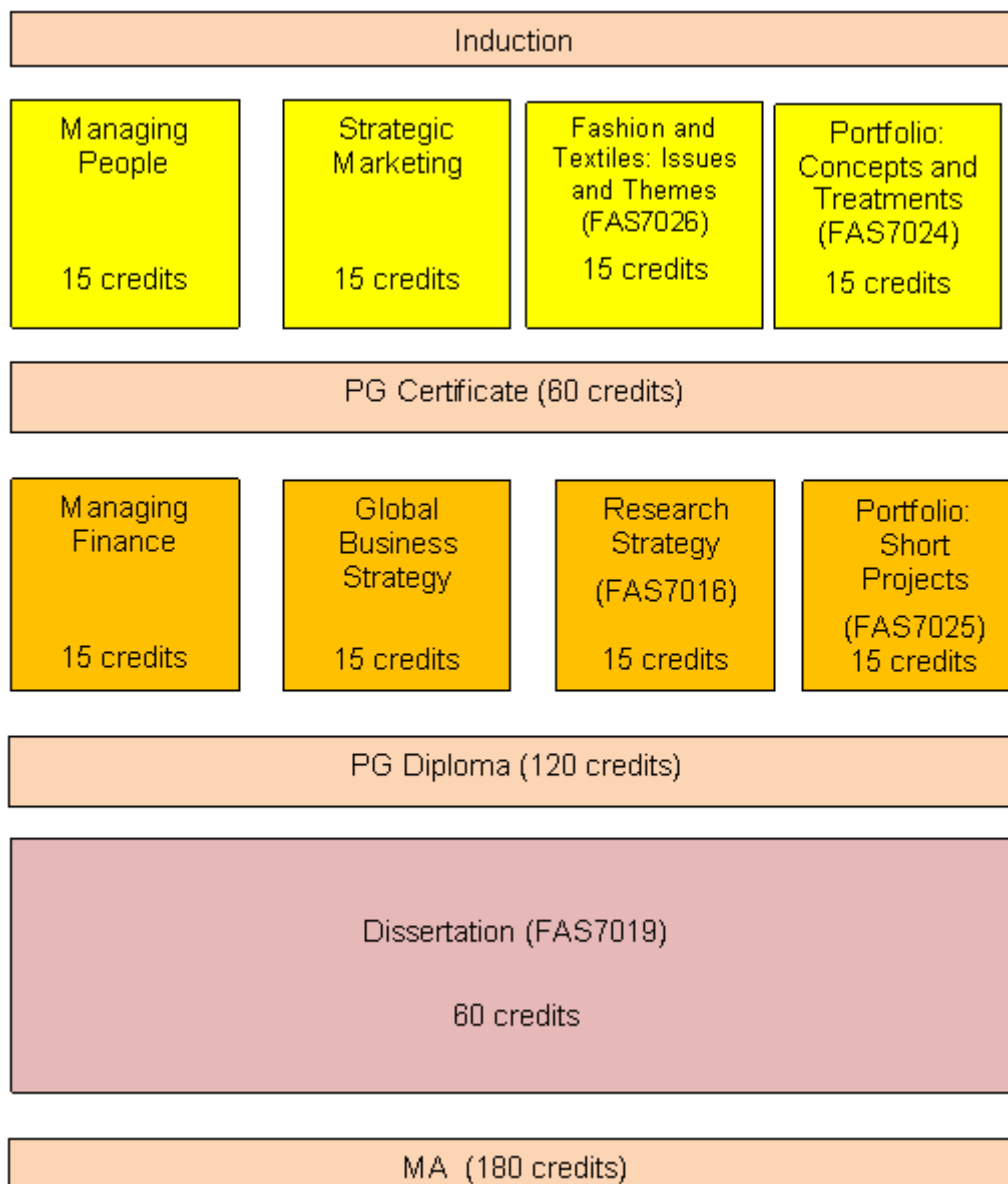 Induction
Managing
People
15 credits
Strategic
Marketing
15 credits
Fashion and
Textiles: Issues
and Themes
(FAS7026)
15 credits
Portfolio:
Concepts and
Treatments
(FAS7024)
15 credits
PG Certificate (60 credits)
Managing
Finance
15 credits
Global
Business
Strategy
15 credits
Research
Strategy
(FAS7016)
15 credits
Portfolio:
Short
Projects
(FAS7025)
15 credits
PG Diploma (120 credits)
Dissertation (FAS7019)
60 credits
MA (180 credits)